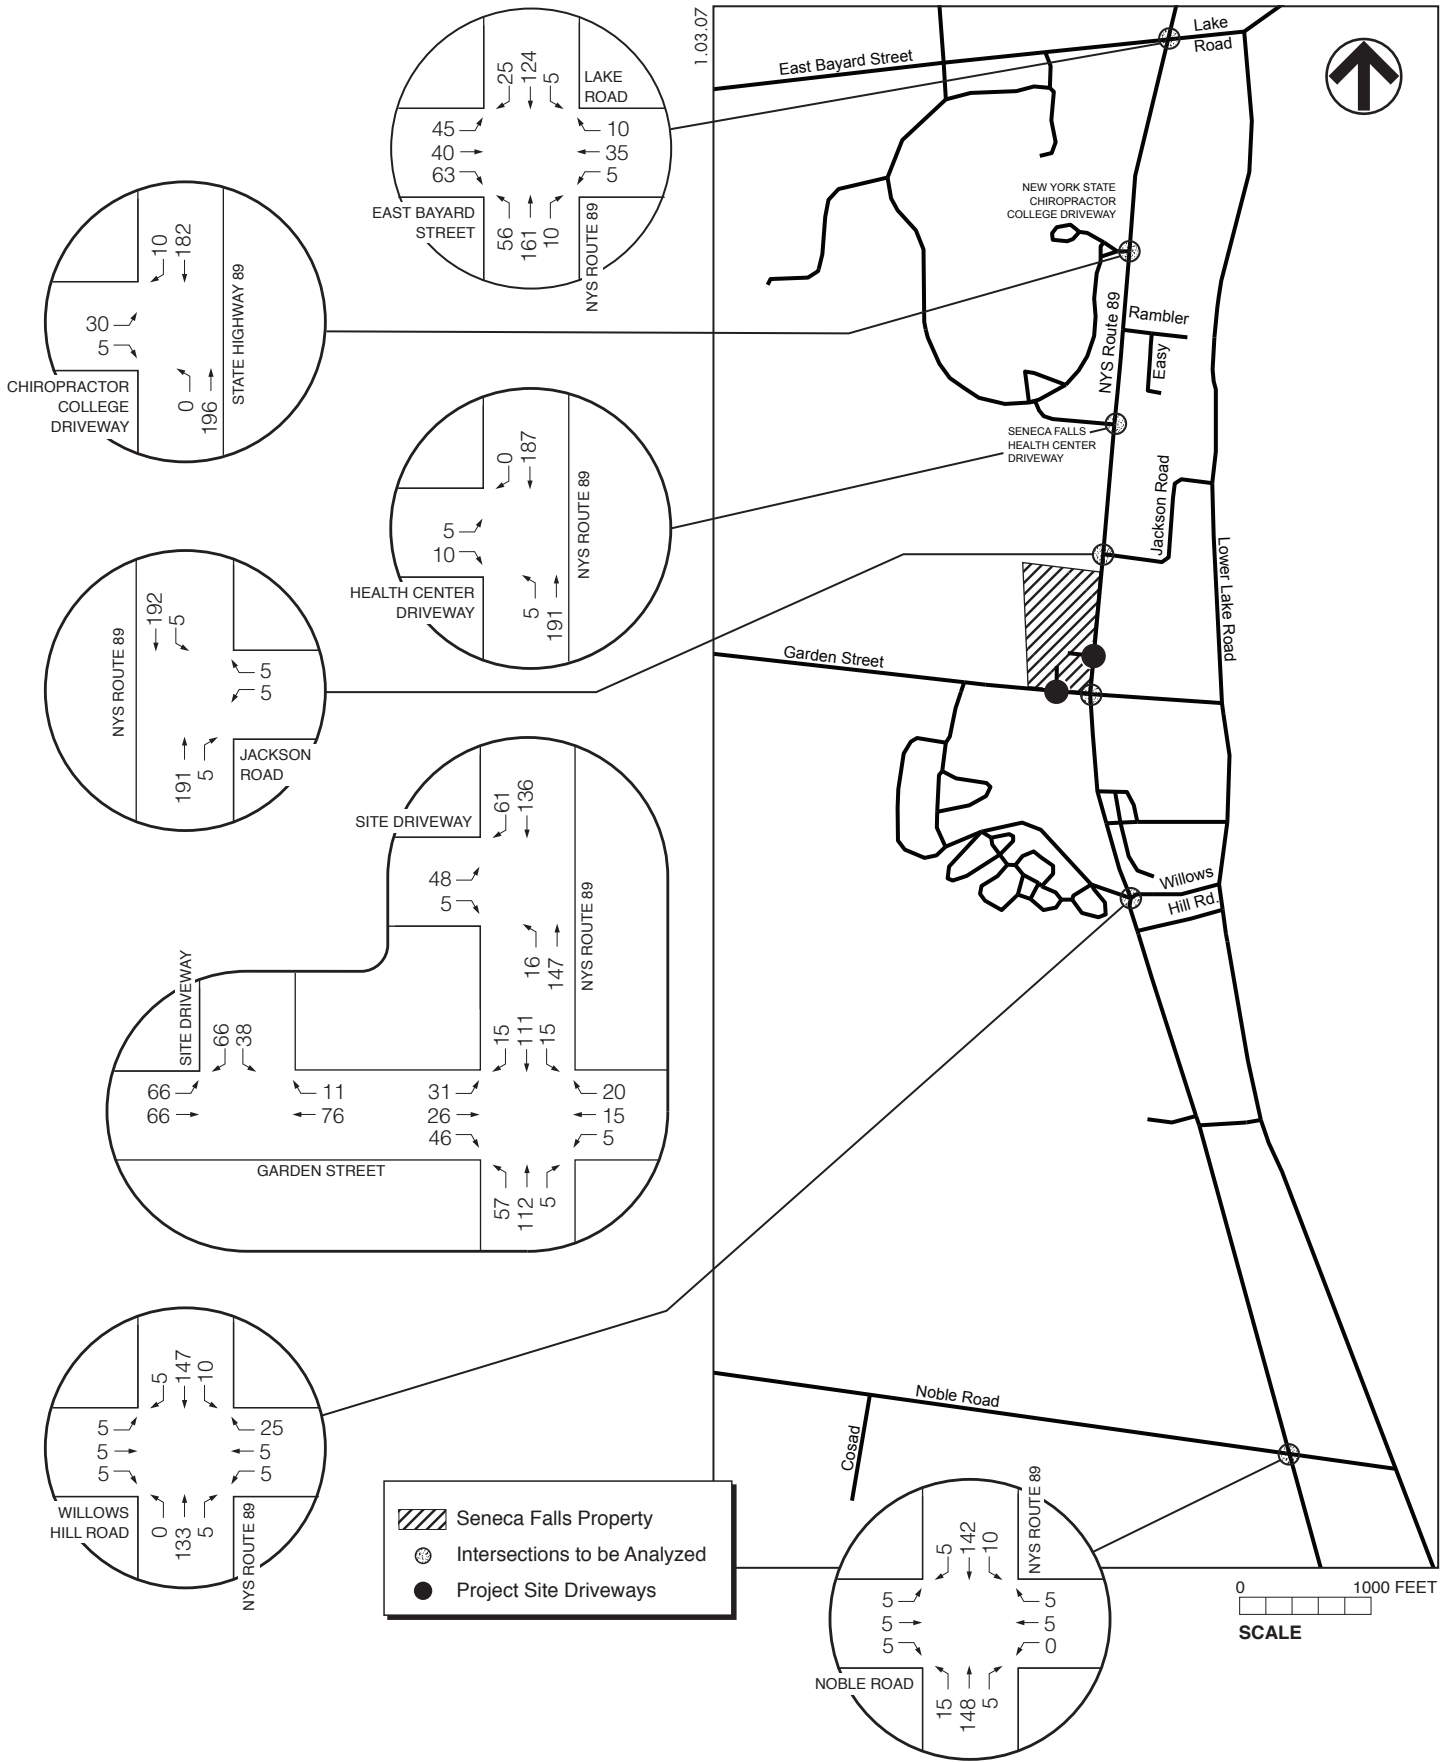 1.03.07
East Bayard Street
Lake
Road
25
124
5
LAKE
ROAD
45
40
63
10
35
5
EAST BAYARD
STREET
56
161
10
NYS ROUTE 89
NEW YORK STATE
CHIROPRACTOR
COLLEGE DRIVEWAY
10
182
30
5
STATE HIGHWAY 89
CHIROPRACTOR
COLLEGE
DRIVEWAY
0
196
NYS Route 89
Rambler
Easy
SENECA FALLS
HEALTH CENTER
DRIVEWAY
0
187
5
10
NYS ROUTE 89
HEALTH CENTER
DRIVEWAY
5
191
Jackson Road
Lower Lake Road
192
5
NYS ROUTE 89
5
5
191
5
JACKSON
ROAD
Garden Street
SITE DRIVEWAY
61
136
48
5
NYS ROUTE 89
16
147
SITE DRIVEWAY
66
38
15
111
15
66
66
11
76
31
26
46
20
15
5
GARDEN STREET
57
112
5
Willows
Hill Rd.
5
147
10
5
5
5
25
5
5
WILLOWS
HILL ROAD
0
133
5
NYS ROUTE 89
Noble Road
Cosad
Seneca Falls Property
Intersections to be Analyzed
Project Site Driveways
5
142
10
NYS ROUTE 89
5
5
5
5
5
0
NOBLE ROAD
15
148
5
0 1000 FEET
SCALE